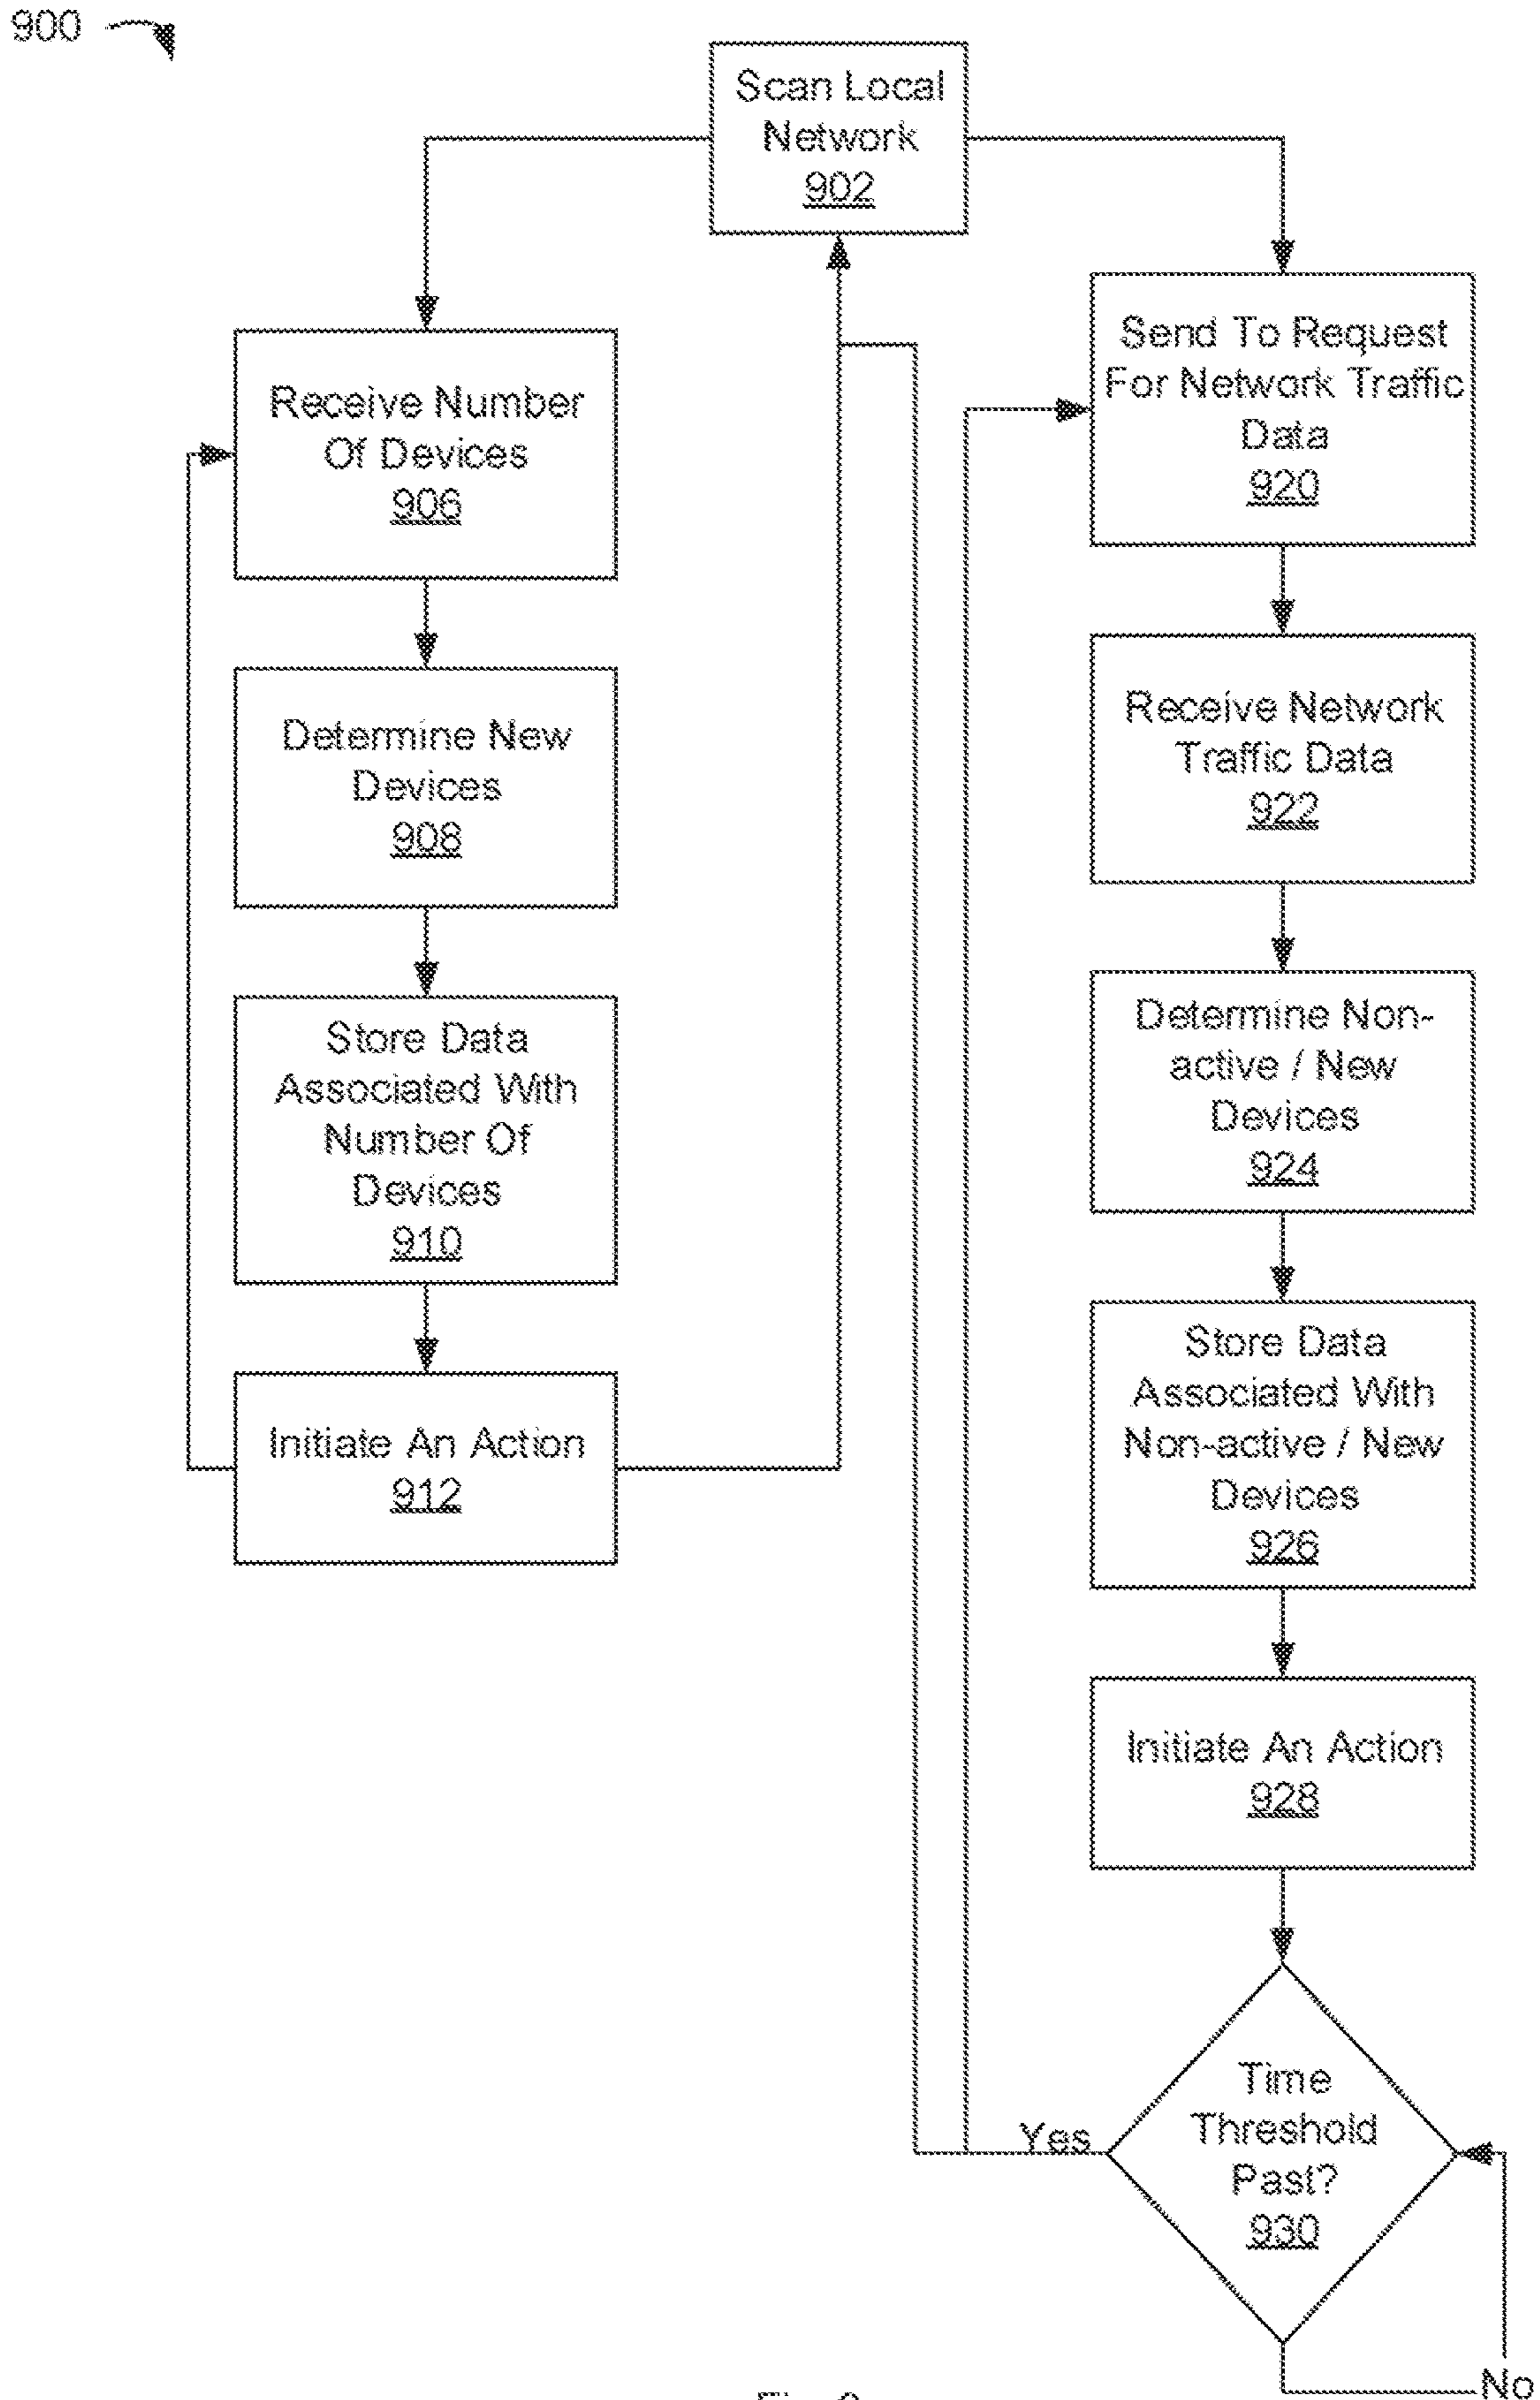 900
Scan Local
Network
902
Receive Number
Of Devices
906
Determine New
Devices
908
Store Data
Associated With
Number Of
Devices
910
Initiate An Action
912
Send To Request
For Network Traffic
Data
920
Receive Network
Traffic Data
922
Determine Non-
active / New
Devices
924
Store Data
Associated With
Non-active / New
Devices
926
Initiate An Action
928
Time
Threshold
Past?
930
Yes
No